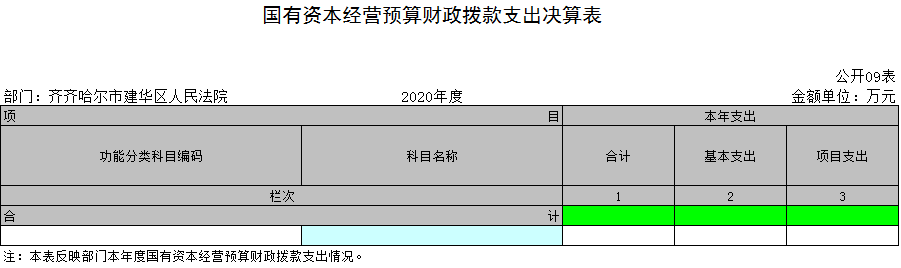 国有资本经营预算财政拨款支出决算表
公开09表
部门：齐齐哈尔市建华区人民法院 2020年度 金额单位：万元
项 目 本年支出
功能分类科目编码 科目名称 合计 基本支出 项目支出
栏次 1 2 3
合 计
注：本表反映部门本年度国有资本经营预算财政拨款支出情况。